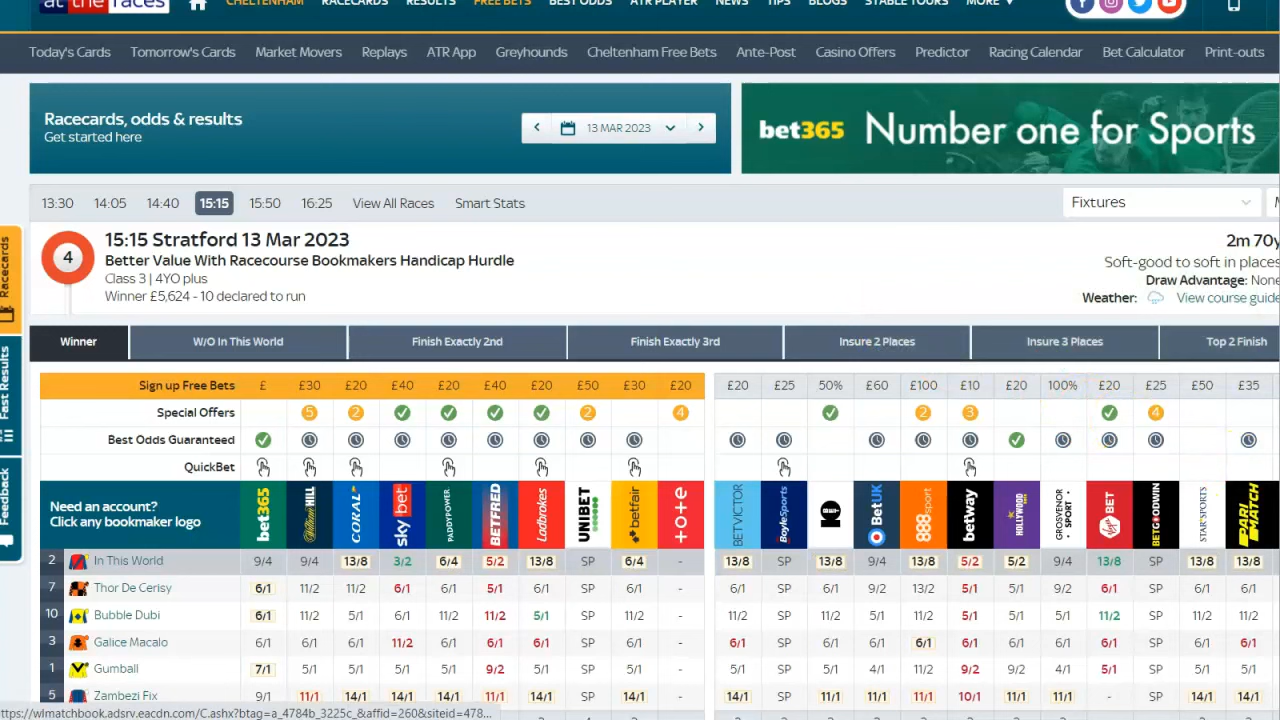 at the races CHELTENHAM RACECARDS RESULTS FREE BETS BEST ODDS ATR PLAYER NEWS TIPS BLOGS STABLE TOURS MORE
Today's Cards Tomorrow's Cards Market Movers Replays ATR App Greyhounds Cheltenham Free Bets Ante-Post Casino Offers Predictor Racing Calendar Bet Calculator Print-outs
Racecards, odds & results
Get started here
13 MAR 2023
bet365 Number one for Sports
13:30 14:05 14:40 15:15 15:50 16:25 View All Races Smart Stats
Fixtures
Racecards
Fast Results
Feedback
4
15:15 Stratford 13 Mar 2023
Better Value With Racecourse Bookmakers Handicap Hurdle
Class 3 | 4YO plus
Winner £5,624 - 10 declared to run
2m 70y
Soft-good to soft in places
Draw Advantage: None
Weather: View course guide
Winner W/O In This World Finish Exactly 2nd Finish Exactly 3rd Insure 2 Places Insure 3 Places Top 2 Finish
Sign up Free Bets £ £30 £20 £40 £20 £40 £20 £50 £30 £20 £20 £25 50% £60 £100 £10 £20 100% £20 £25 £50 £35
Special Offers 5 2 2 4 2 3 4
Best Odds Guaranteed
QuickBet
Need an account?
Click any bookmaker logo
bet365 William HILL CORAL sky bet PADDYPOWER. BETFRED Ladbrokes UNIBET betfair tote BETVICTOR BoyleSports 10 BetUK 888sport betway HOLLYWOOD GROSVENOR SPORT Virgin BET BETGOODWIN STARSPORTS PARIMATCH
2 In This World 9/4 9/4 13/8 3/2 6/4 5/2 13/8 SP 6/4 - 13/8 SP 13/8 9/4 13/8 5/2 5/2 9/4 13/8 SP 13/8 13/8
7 Thor De Cerisy 6/1 11/2 11/2 6/1 6/1 5/1 11/2 SP 6/1 - 6/1 SP 6/1 9/2 13/2 5/1 5/1 9/2 6/1 SP 6/1 6/1
10 Bubble Dubi 6/1 11/2 5/1 6/1 11/2 11/2 5/1 SP 11/2 - 11/2 SP 11/2 5/1 11/2 5/1 6/1 5/1 11/2 SP 11/2 11/2
3 Galice Macalo 6/1 6/1 6/1 11/2 6/1 6/1 6/1 SP 6/1 - 6/1 SP 6/1 6/1 6/1 6/1 6/1 6/1 6/1 SP 6/1 6/1
1 Gumball 7/1 5/1 5/1 5/1 5/1 9/2 5/1 SP 5/1 - 5/1 SP 5/1 4/1 11/2 9/2 9/2 4/1 5/1 SP 5/1 5/1
5 Zambezi Fix 9/1 11/1 14/1 14/1 14/1 11/1 14/1 SP 14/1 - 14/1 SP 11/1 11/1 11/1 10/1 11/1 11/1 - SP 14/1 14/1
ttps://wlmatchbook.adsrv.eacdn.com/C.ashx?btag=a_4784b_3225c_&affid=260&siteid=478...